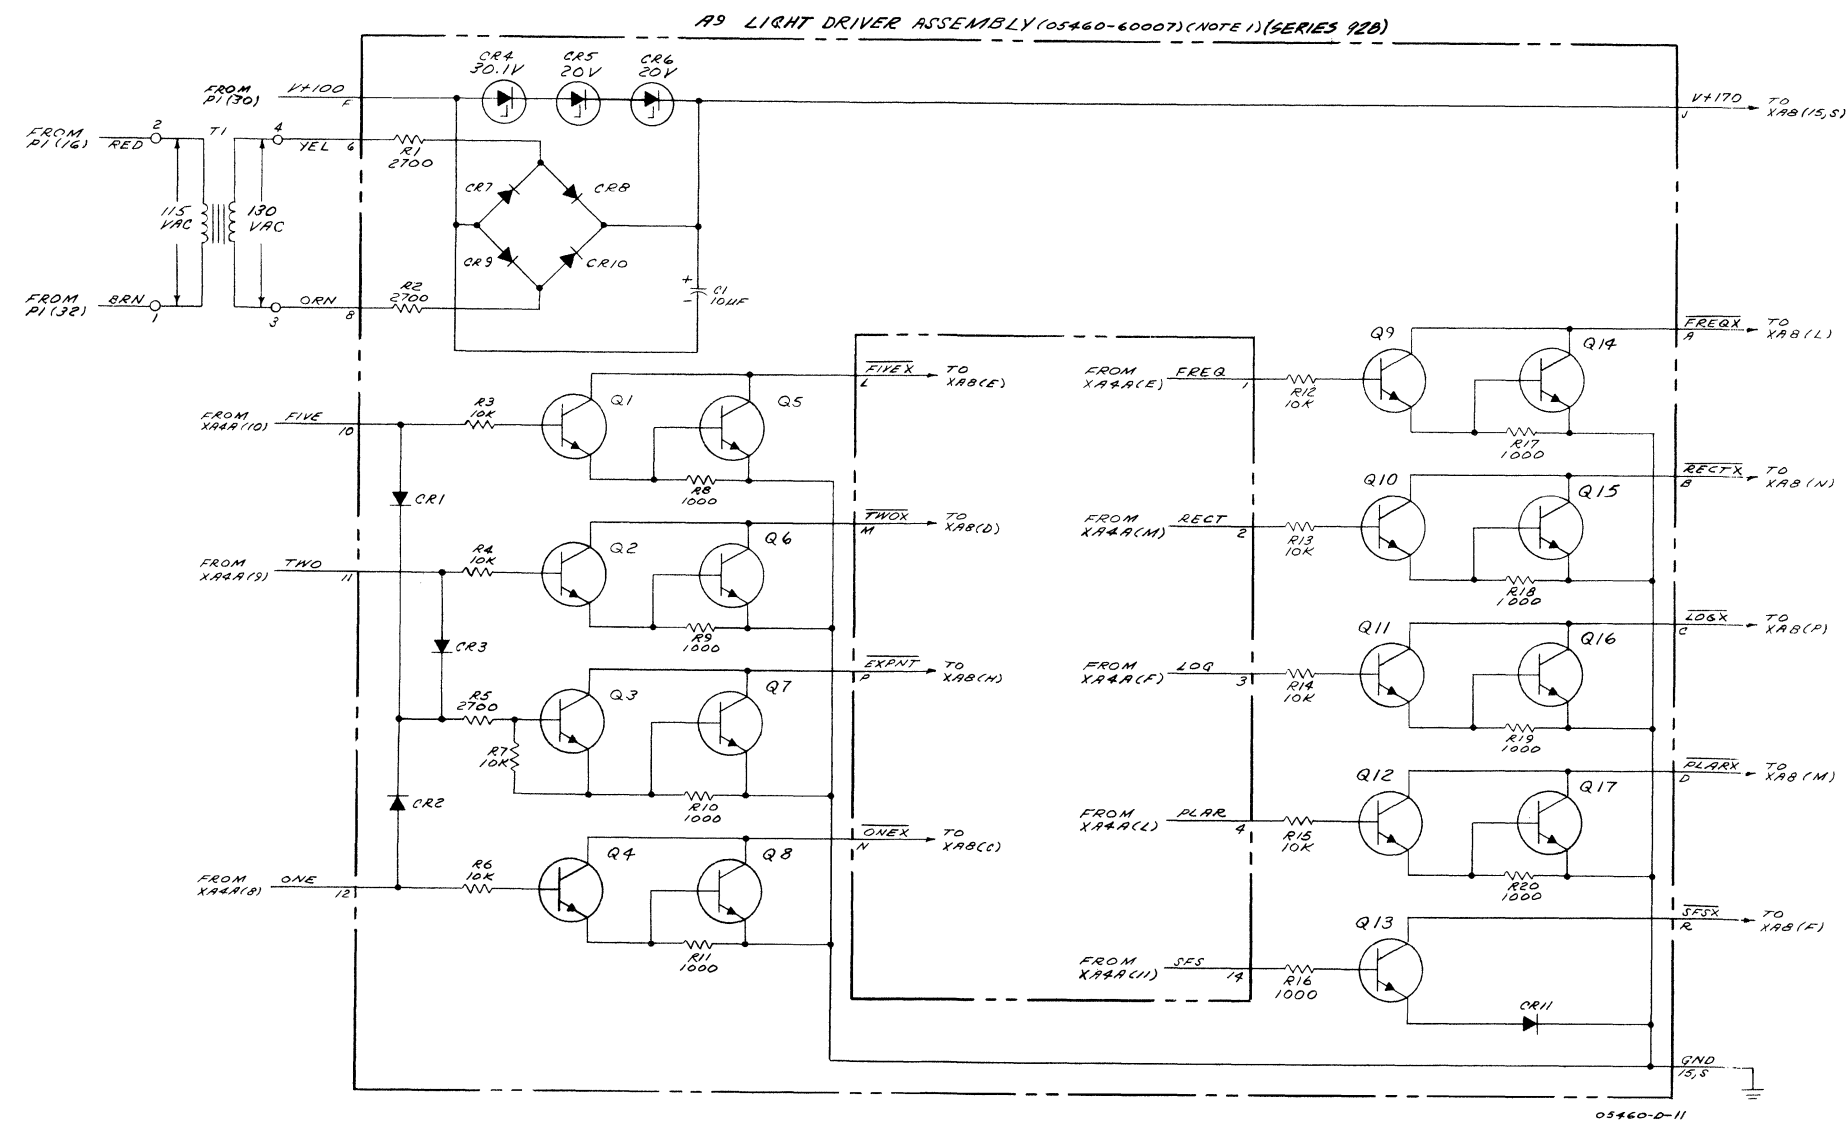 A9 LIGHT DRIVER ASSEMBLY (05460-60007) (NOTE 1) (SERIES 928)
CR4
30.1V
CR5
20V
CR6
20V
FROM
P1(30)
V+100
F
V+170
J
TO
XA8(15,S)
FROM
P1(16)
RED
2
T1
4
YEL
6
R1
2700
115
VAC
130
VAC
CR7
CR8
CR9
CR10
FROM
P1(32)
BRN
1
3
ORN
8
R2
2700
+
-
C1
10µF
FROM
XA4A(10)
FIVE
10
R3
10K
Q1
Q5
R8
1000
FIVEX
L
TO
XA8(E)
CR1
FROM
XA4A(9)
TWO
11
R4
10K
Q2
Q6
R9
1000
TWOX
M
TO
XA8(D)
CR3
R5
2700
R7
10K
Q3
Q7
R10
1000
EXPNT
P
TO
XA8(H)
CR2
FROM
XA4A(8)
ONE
12
R6
10K
Q4
Q8
R11
1000
ONEX
N
TO
XA8(C)
FROM
XA4A(E)
FREQ
1
R12
10K
Q9
Q14
R17
1000
FREQX
A
TO
XA8(L)
FROM
XA4A(M)
RECT
2
R13
10K
Q10
Q15
R18
1000
RECTX
B
TO
XA8(N)
FROM
XA4A(F)
LOG
3
R14
10K
Q11
Q16
R19
1000
LOGX
C
TO
XA8(P)
FROM
XA4A(L)
PLAR
4
R15
10K
Q12
Q17
R20
1000
PLARX
D
TO
XA8(M)
FROM
XA4A(11)
SFS
14
R16
1000
Q13
CR11
SFSX
R
TO
XA8(F)
GND
15,S
05460-D-11